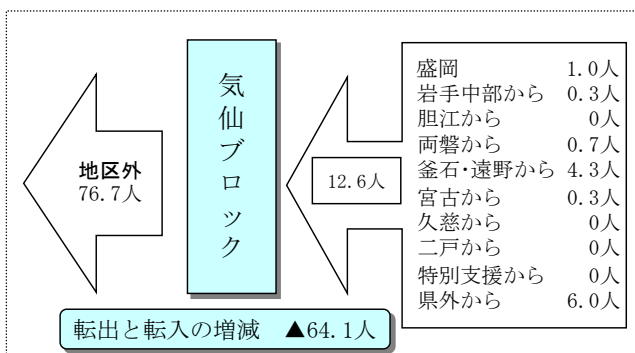 地区外
76.7人
気仙ブロック
12.6人
盛岡 1.0人
岩手中部から 0.3人
胆江から 0人
両磐から 0.7人
釜石・遠野から 4.3人
宮古から 0.3人
久慈から 0人
二戸から 0人
特別支援から 0人
県外から 6.0人
転出と転入の増減 ▲64.1人